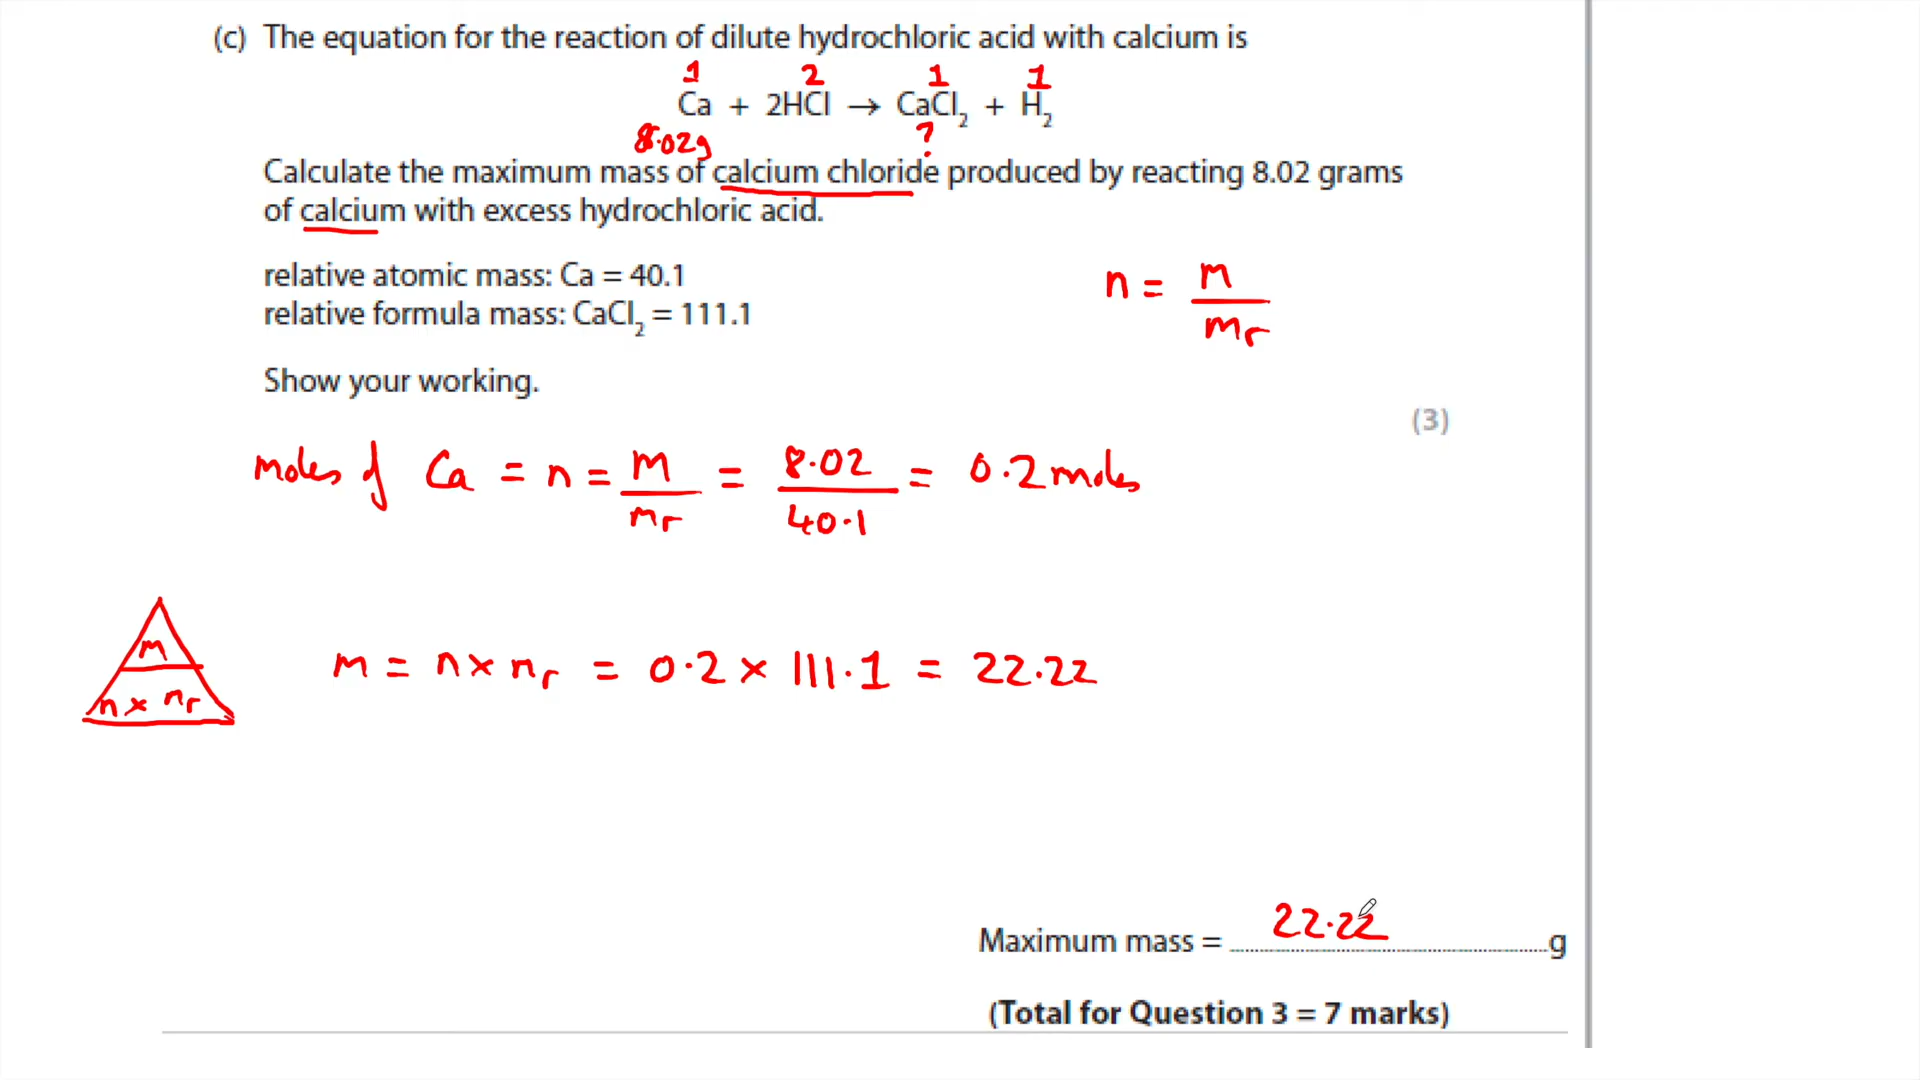 (c) The equation for the reaction of dilute hydrochloric acid with calcium is
1 2 1 1
Ca + 2HCl → CaCl₂ + H₂
8.02g ?
Calculate the maximum mass of calcium chloride produced by reacting 8.02 grams
of calcium with excess hydrochloric acid.
relative atomic mass: Ca = 40.1
relative formula mass: CaCl₂ = 111.1
n = m / mr
Show your working.
(3)
moles of Ca = n = m / mr = 8.02 / 40.1 = 0.2 moles
m
n x nr
m = n x nr = 0.2 x 111.1 = 22.22
Maximum mass = 22.22 g
(Total for Question 3 = 7 marks)